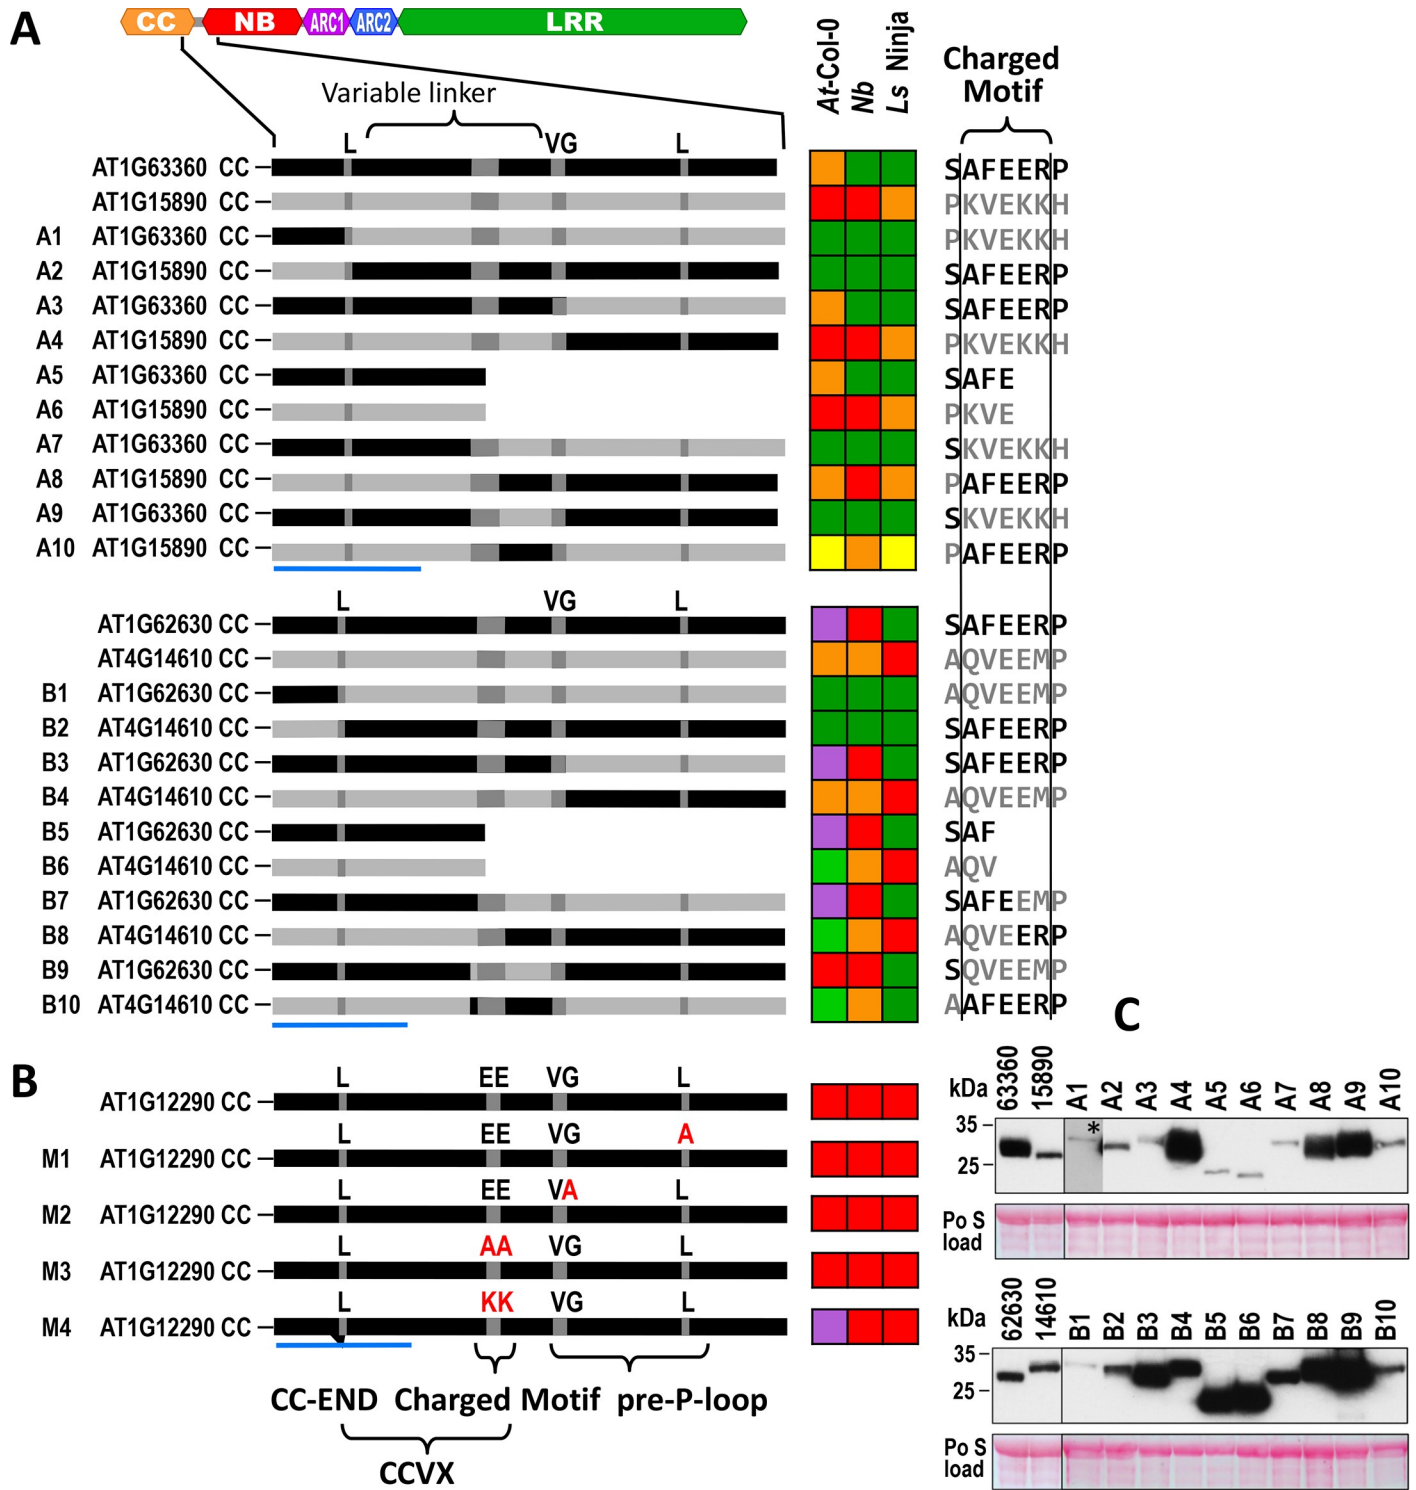 A
CC NB ARC1 ARC2 LRR
At-Col-0 Nb Ls Ninja
Charged
Motif
Variable linker
L VG L
AT1G63360 CC SAFEERP
AT1G15890 CC PKVEKKH
A1 AT1G63360 CC PKVEKKH
A2 AT1G15890 CC SAFEERP
A3 AT1G63360 CC SAFEERP
A4 AT1G15890 CC PKVEKKH
A5 AT1G63360 CC SAFE
A6 AT1G15890 CC PKVE
A7 AT1G63360 CC SKVEKKH
A8 AT1G15890 CC PAFEERP
A9 AT1G63360 CC SKVEKKH
A10 AT1G15890 CC PAFEERP
L VG L
AT1G62630 CC SAFEERP
AT4G14610 CC AQVEEMP
B1 AT1G62630 CC AQVEEMP
B2 AT4G14610 CC SAFEERP
B3 AT1G62630 CC SAFEERP
B4 AT4G14610 CC AQVEEMP
B5 AT1G62630 CC SAF
B6 AT4G14610 CC AQV
B7 AT1G62630 CC SAFEEMP
B8 AT4G14610 CC AQVEERP
B9 AT1G62630 CC SQVEEMP
B10 AT4G14610 CC AAFEERP
B
L EE VG L
AT1G12290 CC
L EE VG A
M1 AT1G12290 CC
L EE VA L
M2 AT1G12290 CC
L AA VG L
M3 AT1G12290 CC
L KK VG L
M4 AT1G12290 CC
CC-END Charged Motif pre-P-loop
CCVX
C
kDa 63360 15890 A1 A2 A3 A4 A5 A6 A7 A8 A9 A10
35
*
25
Po S
load
kDa 62630 14610 B1 B2 B3 B4 B5 B6 B7 B8 B9 B10
35
25
Po S
load